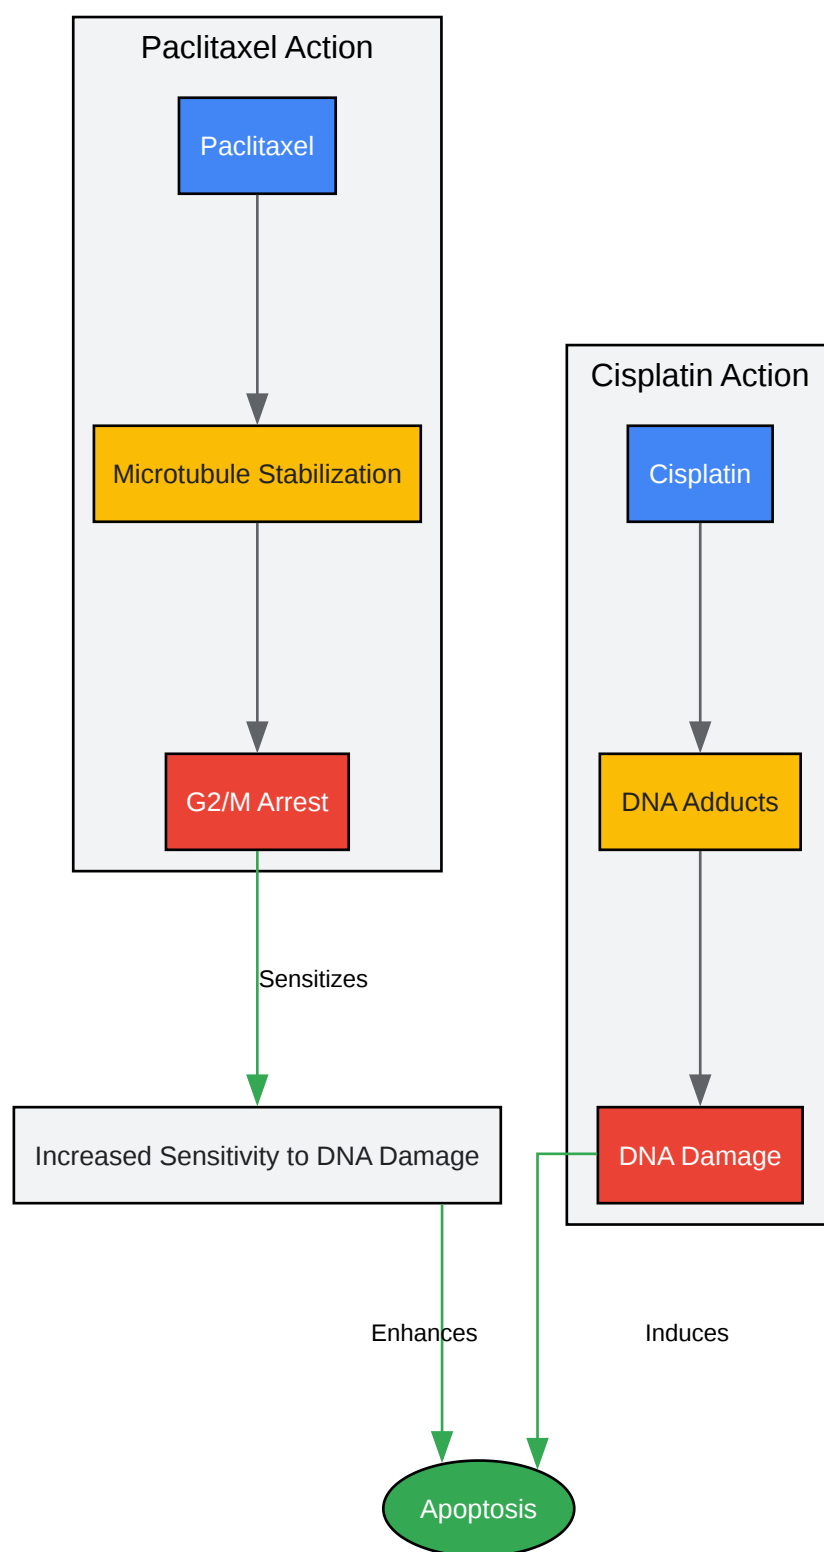 Paclitaxel Action
Paclitaxel
Microtubule Stabilization
G2/M Arrest
Sensitizes
Increased Sensitivity to DNA Damage
Enhances
Cisplatin Action
Cisplatin
DNA Adducts
DNA Damage
Induces
Apoptosis